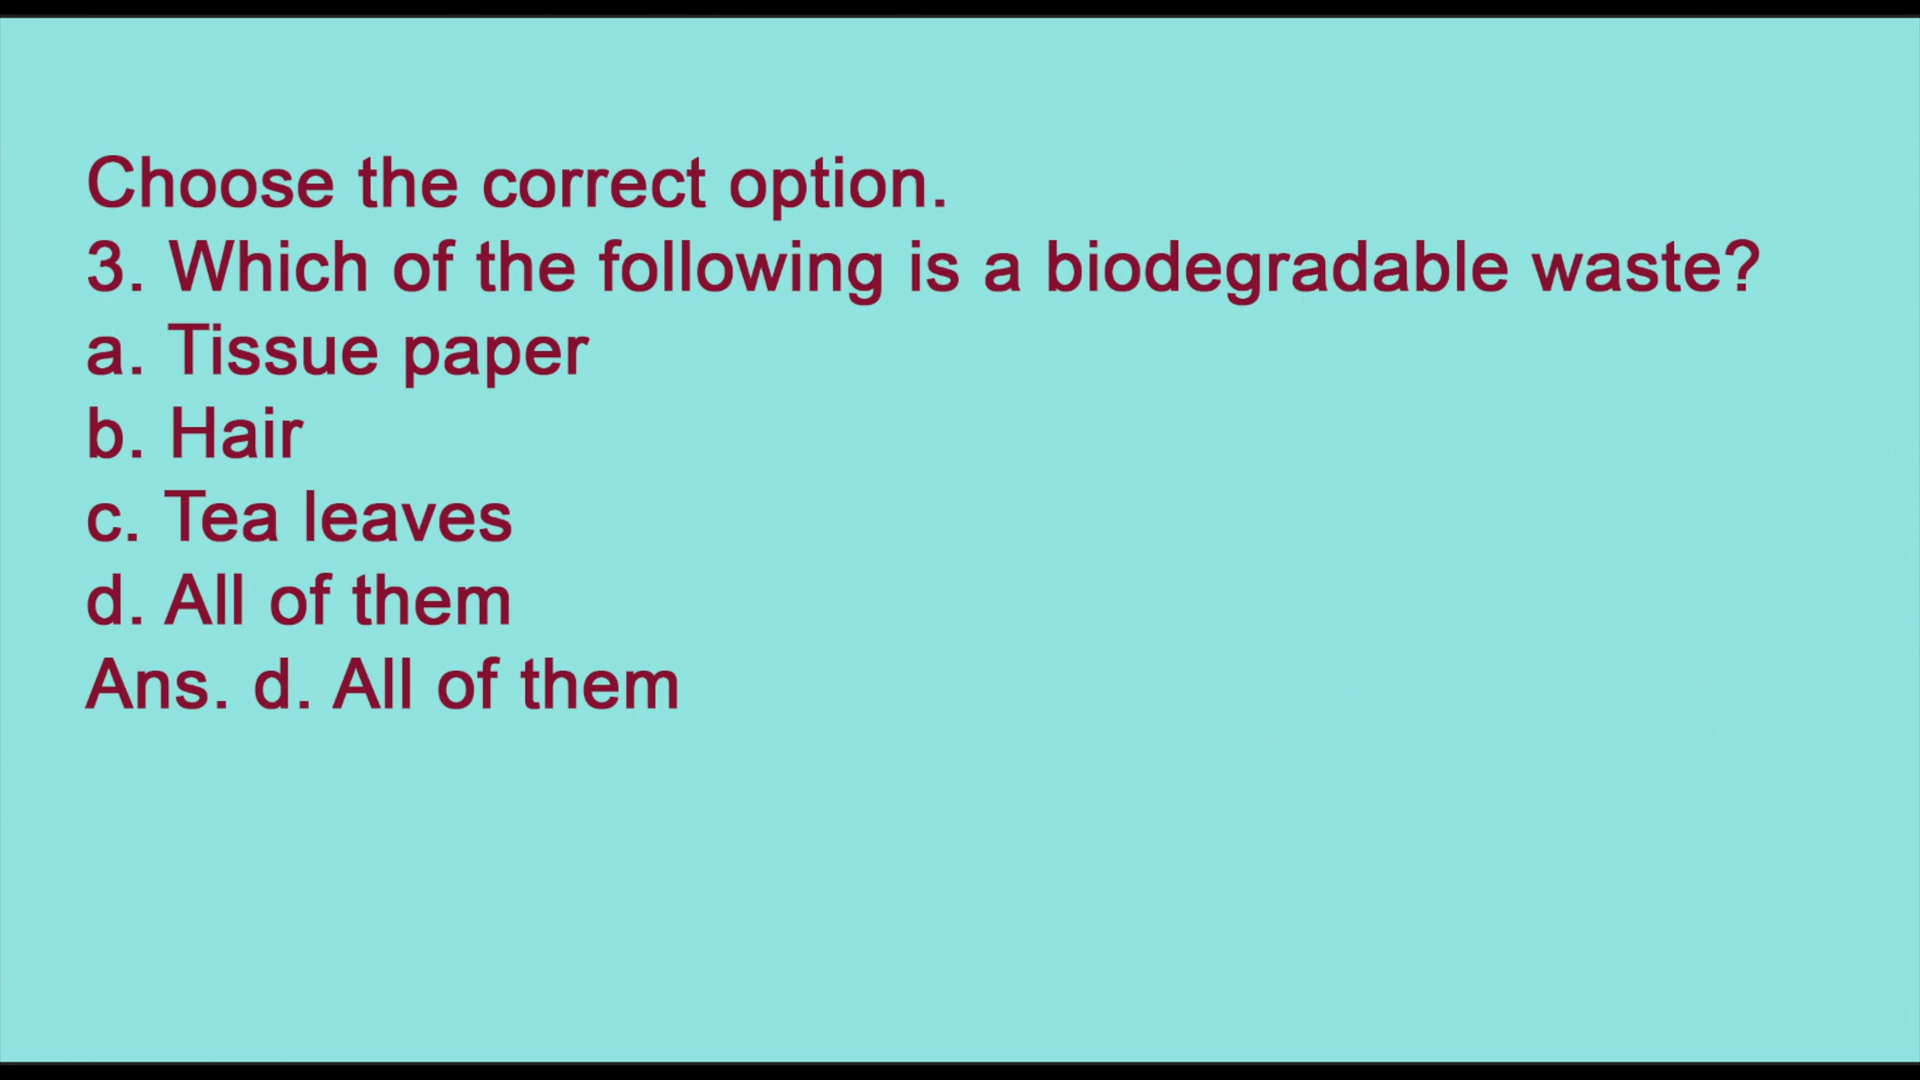 Choose the correct option.
3. Which of the following is a biodegradable waste?
a. Tissue paper
b. Hair
c. Tea leaves
d. All of them
Ans. d. All of them